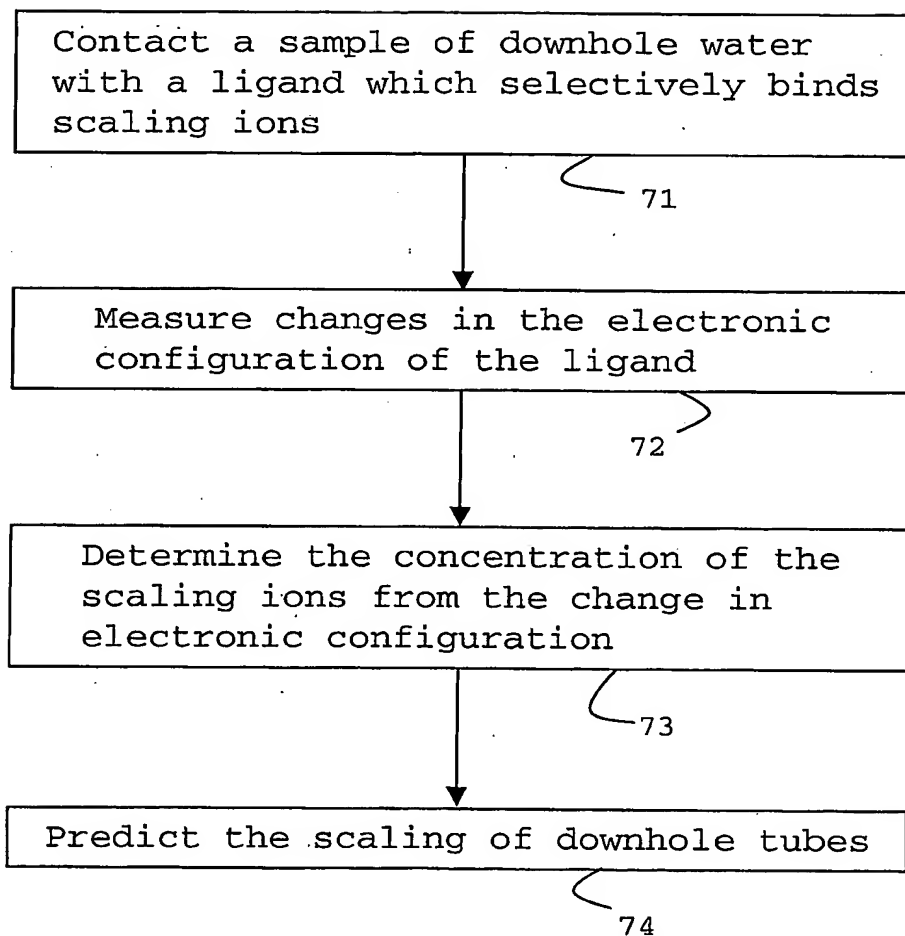 Contact a sample of downhole water
with a ligand which selectively binds
scaling ions
71
Measure changes in the electronic
configuration of the ligand
72
Determine the concentration of the
scaling ions from the change in
electronic configuration
73
Predict the scaling of downhole tubes
74